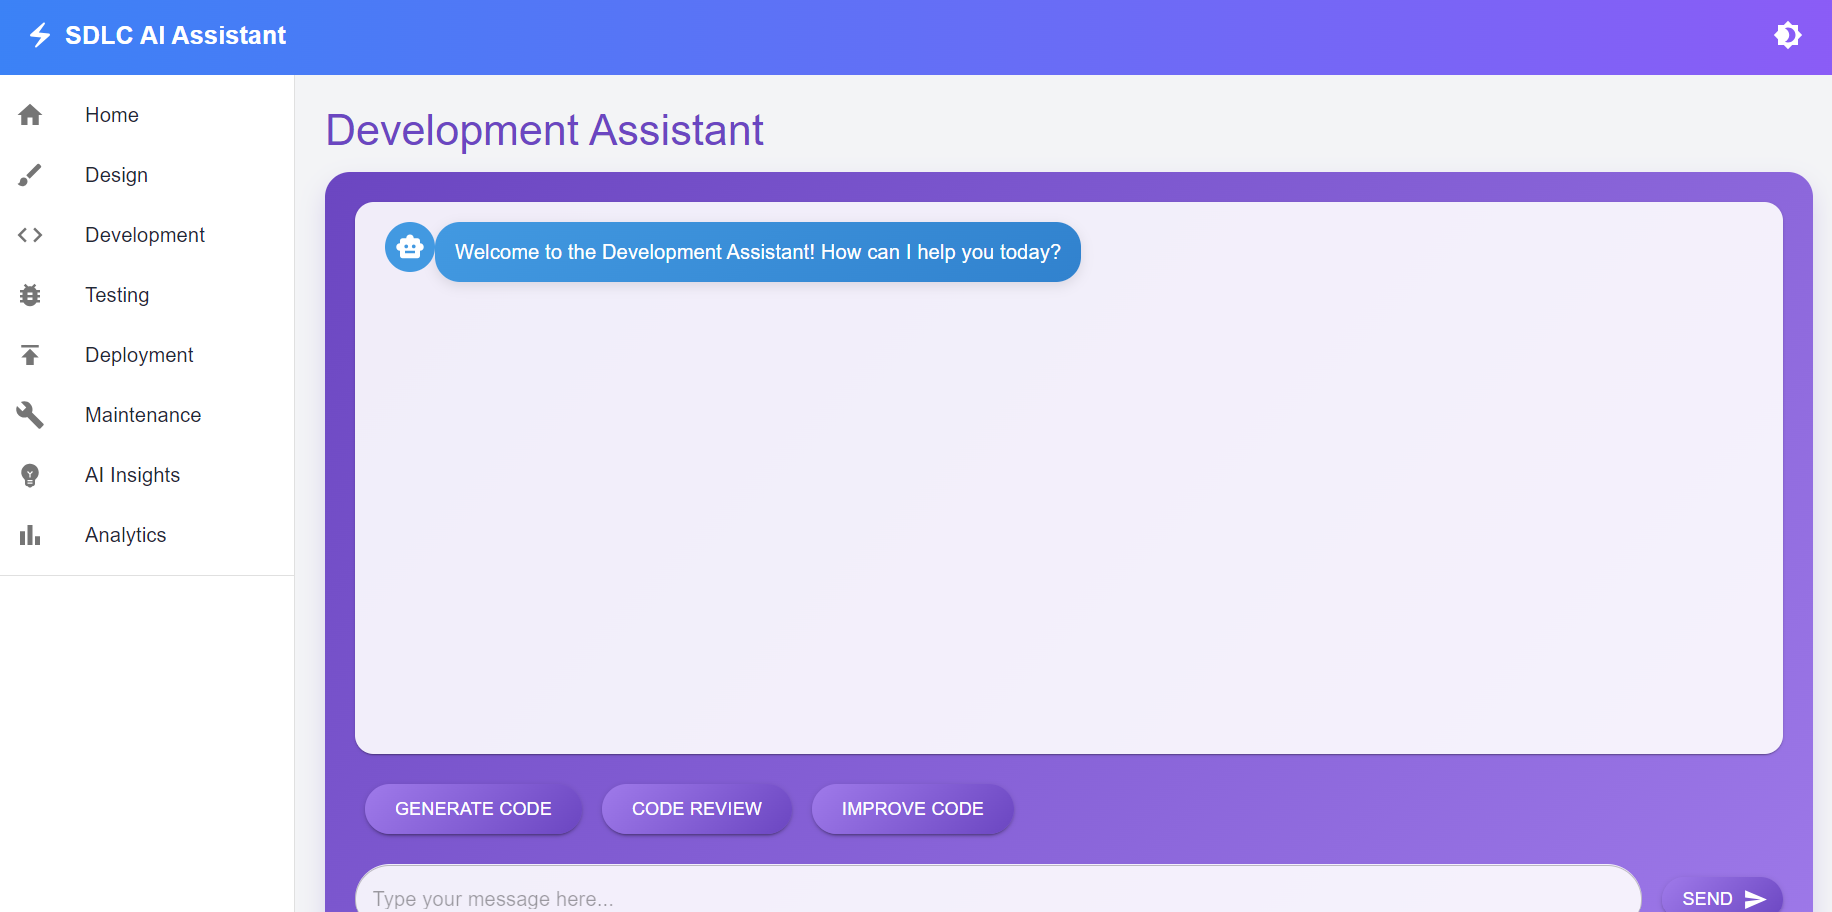 SDLC AI Assistant
Home
Design
Development
Testing
Deployment
Maintenance
AI Insights
Analytics
Development Assistant
Welcome to the Development Assistant! How can I help you today?
GENERATE CODE
CODE REVIEW
IMPROVE CODE
Type your message here...
SEND